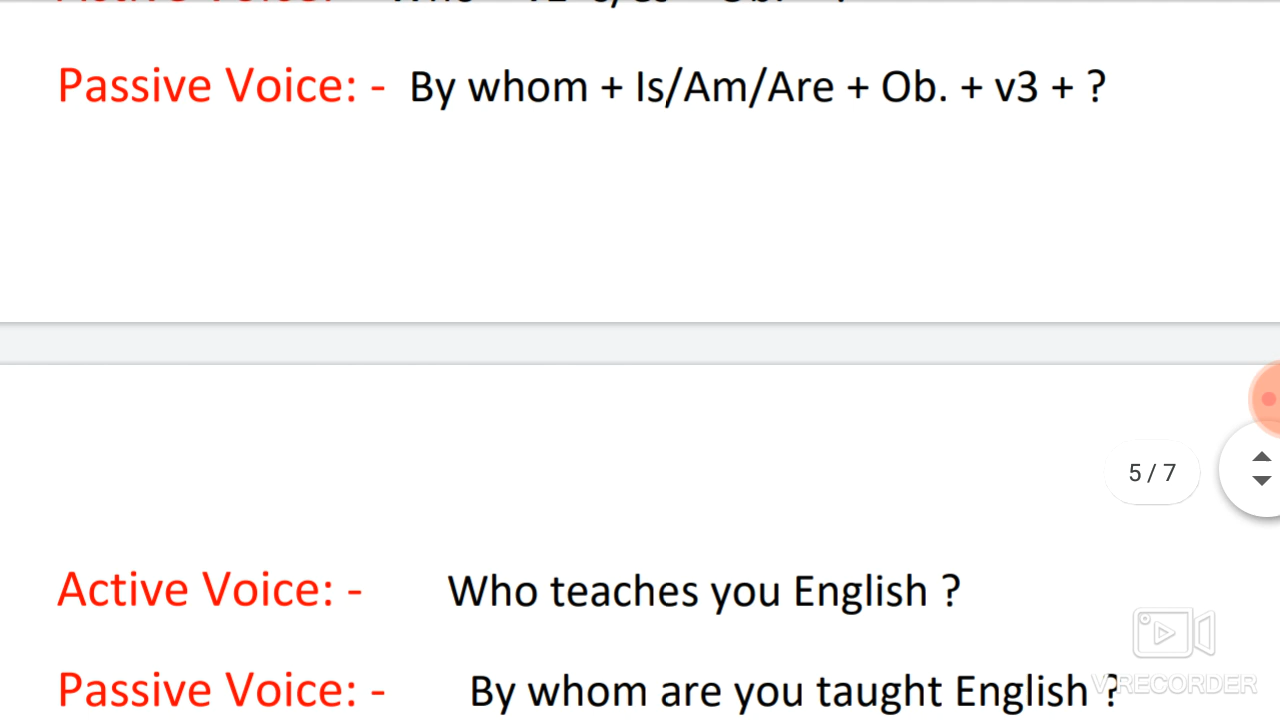 Passive Voice: - By whom + Is/Am/Are + Ob. + v3 + ?
5 / 7
Active Voice: - Who teaches you English ?
Passive Voice: - By whom are you taught English ?
VRECORDER